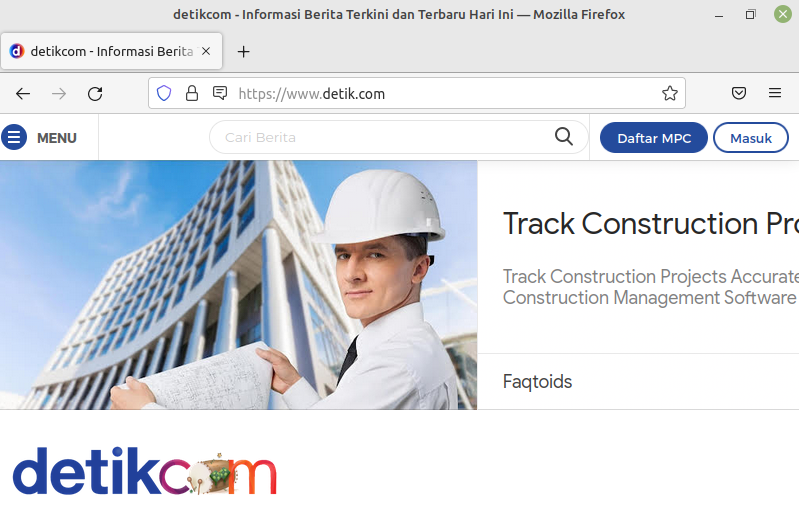 detikcom - Informasi Berita Terkini dan Terbaru Hari Ini — Mozilla Firefox
detikcom - Informasi Berita
https://www.detik.com
MENU
Cari Berita
Daftar MPC
Masuk
Track Construction Pro
Track Construction Projects Accurate
Construction Management Software
Faqtoids
detikcom